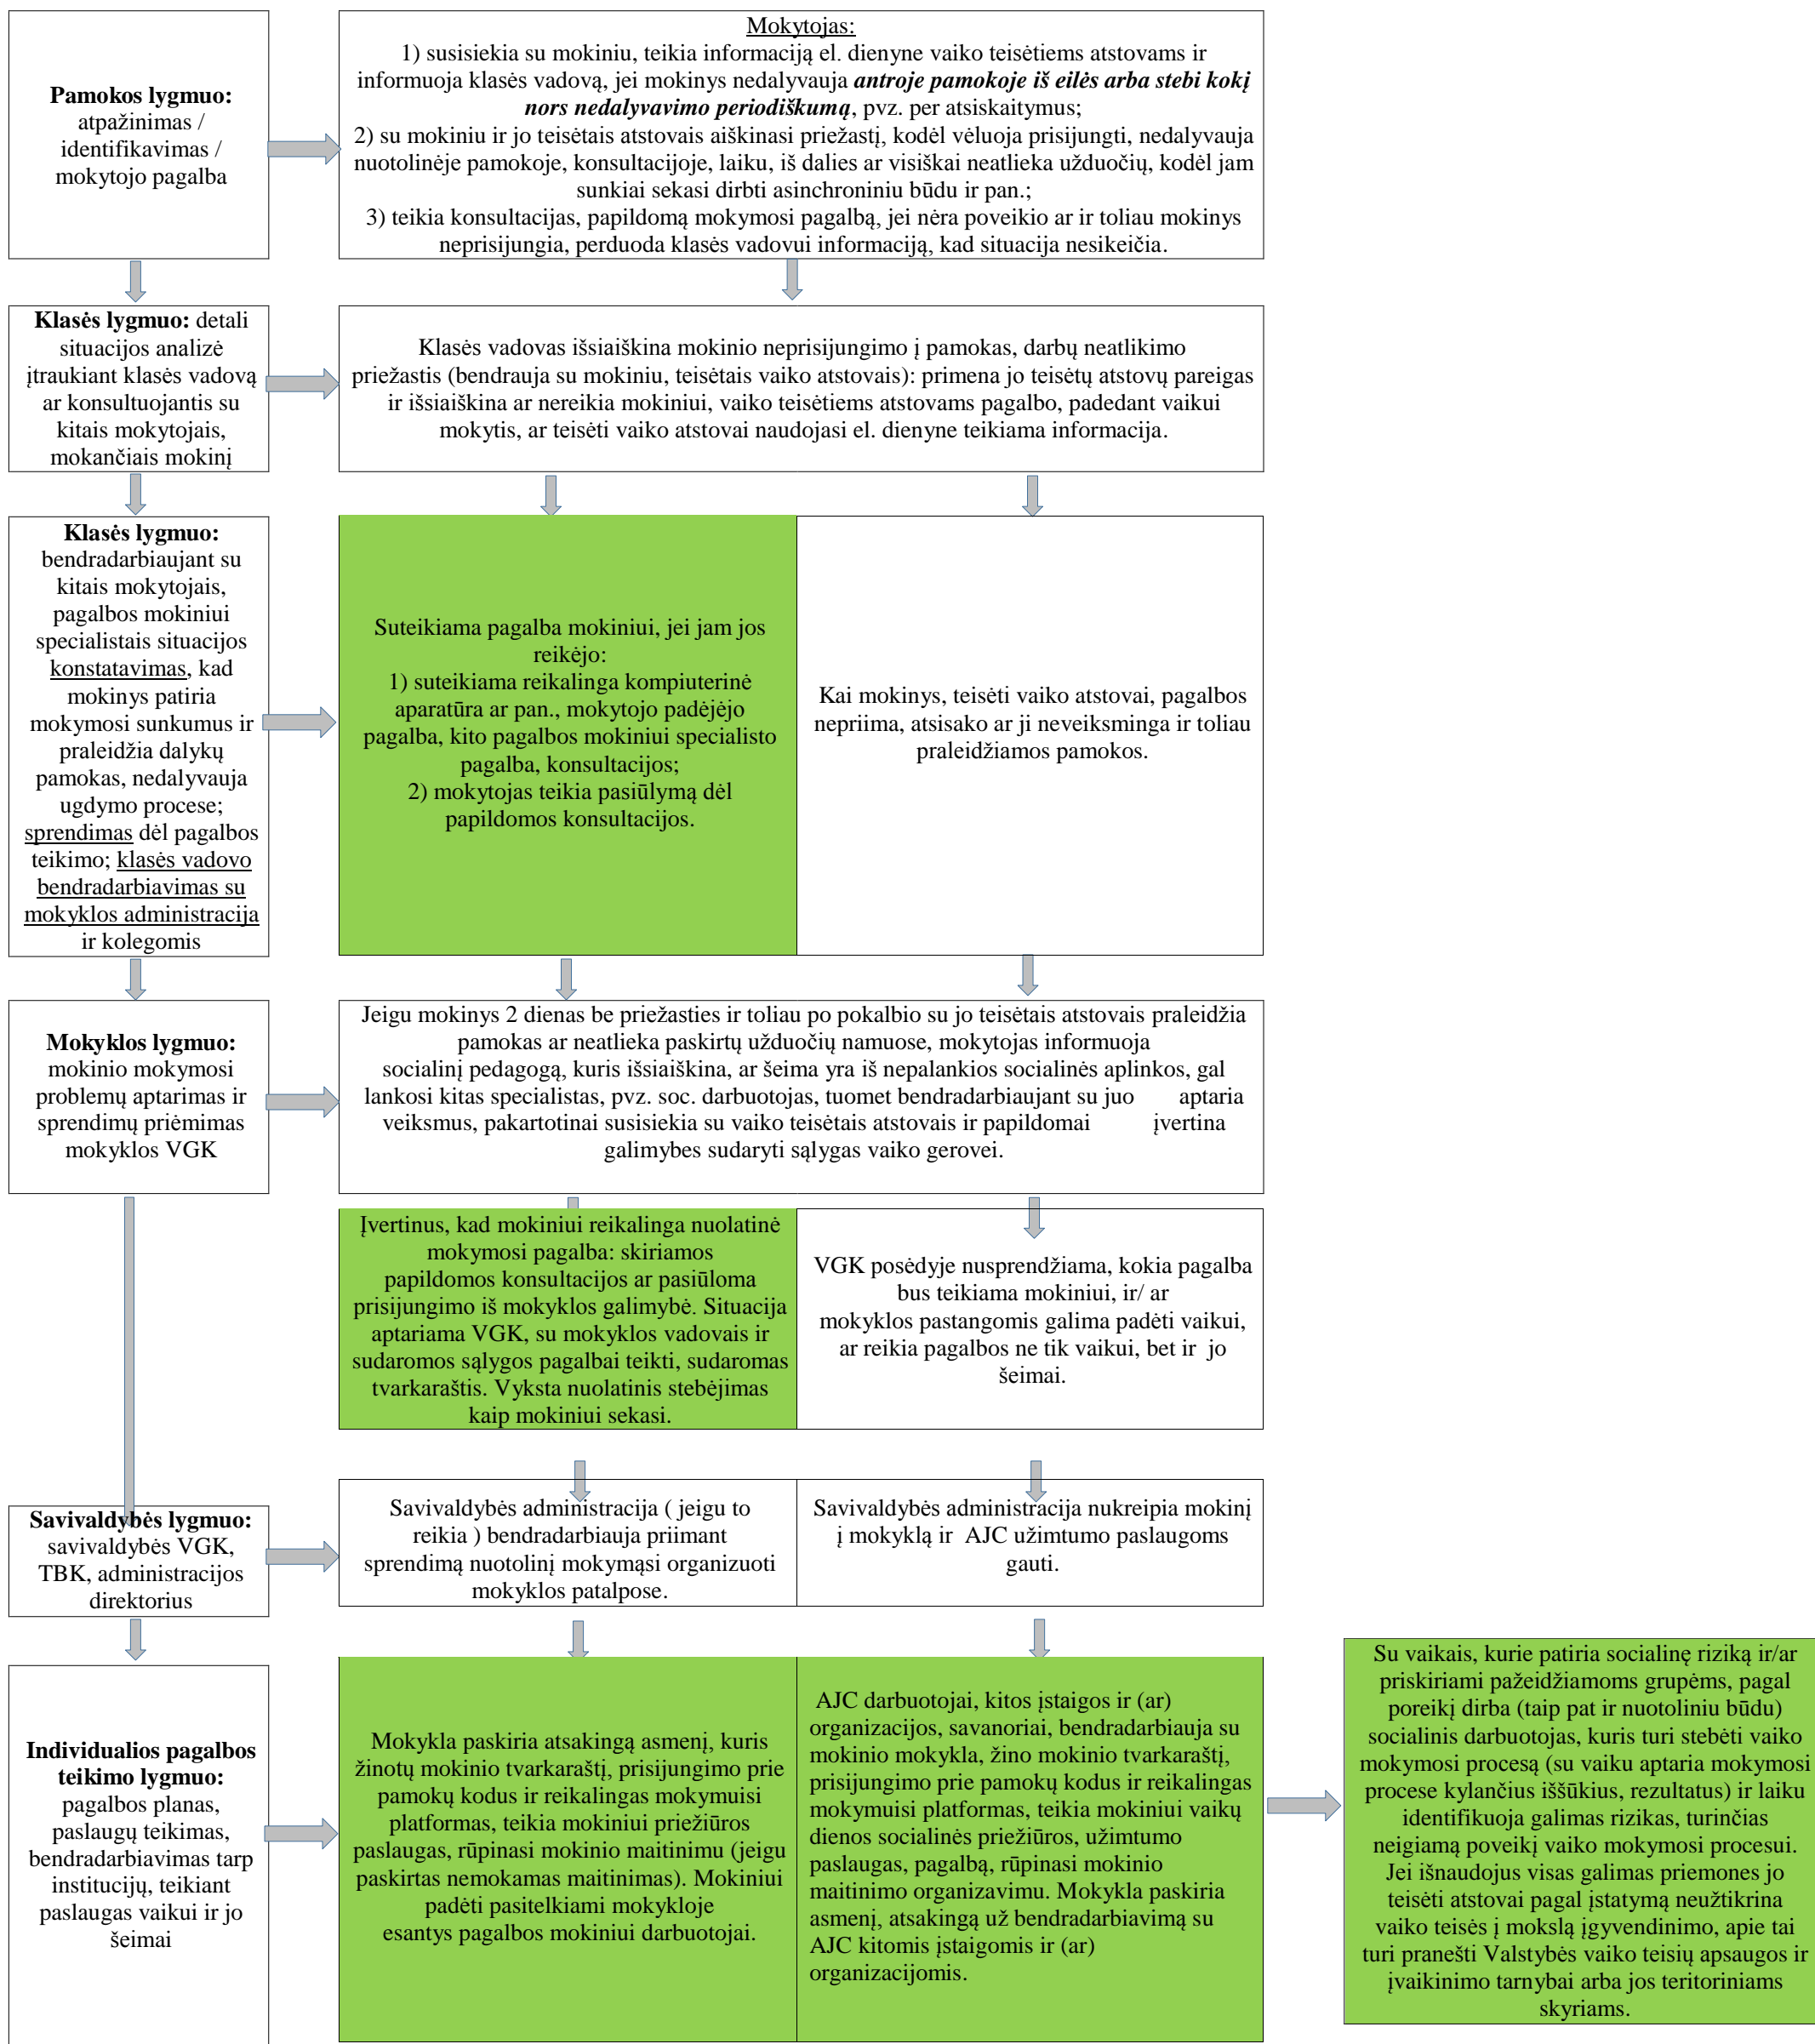 Pamokos lygmuo:
atpažinimas /
identifikavimas /
mokytojo pagalba
Mokytojas:
1) susisiekia su mokiniu, teikia informaciją el. dienyne vaiko teisėtiems atstovams ir
informuoja klasės vadovą, jei mokinys nedalyvauja antroje pamokoje iš eilės arba stebi kokį
nors nedalyvavimo periodiškumą, pvz. per atsiskaitymus;
2) su mokiniu ir jo teisėtais atstovais aiškinasi priežastį, kodėl vėluoja prisijungti, nedalyvauja
nuotolinėje pamokoje, konsultacijoje, laiku, iš dalies ar visiškai neatlieka užduočių, kodėl jam
sunkiai sekasi dirbti asinchroniniu būdu ir pan.;
3) teikia konsultacijas, papildomą mokymosi pagalbą, jei nėra poveikio ar ir toliau mokinys
neprisijungia, perduoda klasės vadovui informaciją, kad situacija nesikeičia.
Klasės lygmuo: detali
situacijos analizė
įtraukiant klasės vadovą
ar konsultuojantis su
kitais mokytojais,
mokančiais mokinį
Klasės vadovas išsiaiškina mokinio neprisijungimo į pamokas, darbų neatlikimo
priežastis (bendrauja su mokiniu, teisėtais vaiko atstovais): primena jo teisėtų atstovų pareigas
ir išsiaiškina ar nereikia mokiniui, vaiko teisėtiems atstovams pagalbo, padedant vaikui
mokytis, ar teisėti vaiko atstovai naudojasi el. dienyne teikiama informacija.
Klasės lygmuo:
bendradarbiaujant su
kitais mokytojais,
pagalbos mokiniui
specialistais situacijos
konstatavimas, kad
mokinys patiria
mokymosi sunkumus ir
praleidžia dalykų
pamokas, nedalyvauja
ugdymo procese;
sprendimas dėl pagalbos
teikimo; klasės vadovo
bendradarbiavimas su
mokyklos administracija
ir kolegomis
Suteikiama pagalba mokiniui, jei jam jos
reikėjo:
1) suteikiama reikalinga kompiuterinė
aparatūra ar pan., mokytojo padėjėjo
pagalba, kito pagalbos mokiniui specialisto
pagalba, konsultacijos;
2) mokytojas teikia pasiūlymą dėl
papildomos konsultacijos.
Kai mokinys, teisėti vaiko atstovai, pagalbos
nepriima, atsisako ar ji neveiksminga ir toliau
praleidžiamos pamokos.
Mokyklos lygmuo:
mokinio mokymosi
problemų aptarimas ir
sprendimų priėmimas
mokyklos VGK
Jeigu mokinys 2 dienas be priežasties ir toliau po pokalbio su jo teisėtais atstovais praleidžia
pamokas ar neatlieka paskirtų užduočių namuose, mokytojas informuoja
socialinį pedagogą, kuris išsiaiškina, ar šeima yra iš nepalankios socialinės aplinkos, gal
lankosi kitas specialistas, pvz. soc. darbuotojas, tuomet bendradarbiaujant su juo aptaria
veiksmus, pakartotinai susisiekia su vaiko teisėtais atstovais ir papildomai įvertina
galimybes sudaryti sąlygas vaiko gerovei.
Įvertinus, kad mokiniui reikalinga nuolatinė
mokymosi pagalba: skiriamos
papildomos konsultacijos ar pasiūloma
prisijungimo iš mokyklos galimybė. Situacija
aptariama VGK, su mokyklos vadovais ir
sudaromos sąlygos pagalbai teikti, sudaromas
tvarkaraštis. Vyksta nuolatinis stebėjimas
kaip mokiniui sekasi.
VGK posėdyje nusprendžiama, kokia pagalba
bus teikiama mokiniui, ir/ ar
mokyklos pastangomis galima padėti vaikui,
ar reikia pagalbos ne tik vaikui, bet ir jo
šeimai.
Savivaldybės lygmuo:
savivaldybės VGK,
TBK, administracijos
direktorius
Savivaldybės administracija ( jeigu to
reikia ) bendradarbiauja priimant
sprendimą nuotolinį mokymąsi organizuoti
mokyklos patalpose.
Savivaldybės administracija nukreipia mokinį
į mokyklą ir AJC užimtumo paslaugoms
gauti.
Individualios pagalbos
teikimo lygmuo:
pagalbos planas,
paslaugų teikimas,
bendradarbiavimas tarp
institucijų, teikiant
paslaugas vaikui ir jo
šeimai
Mokykla paskiria atsakingą asmenį, kuris
žinotų mokinio tvarkaraštį, prisijungimo prie
pamokų kodus ir reikalingas mokymuisi
platformas, teikia mokiniui priežiūros
paslaugas, rūpinasi mokinio maitinimu (jeigu
paskirtas nemokamas maitinimas). Mokiniui
padėti pasitelkiami mokykloje
esantys pagalbos mokiniui darbuotojai.
AJC darbuotojai, kitos įstaigos ir (ar)
organizacijos, savanoriai, bendradarbiauja su
mokinio mokykla, žino mokinio tvarkaraštį,
prisijungimo prie pamokų kodus ir reikalingas
mokymuisi platformas, teikia mokiniui vaikų
dienos socialinės priežiūros, užimtumo
paslaugas, pagalbą, rūpinasi mokinio
maitinimo organizavimu. Mokykla paskiria
asmenį, atsakingą už bendradarbiavimą su
AJC kitomis įstaigomis ir (ar)
organizacijomis.
Su vaikais, kurie patiria socialinę riziką ir/ar
priskiriami pažeidžiamoms grupėms, pagal
poreikį dirba (taip pat ir nuotoliniu būdu)
socialinis darbuotojas, kuris turi stebėti vaiko
mokymosi procesą (su vaiku aptaria mokymosi
procese kylančius iššūkius, rezultatus) ir laiku
identifikuoja galimas rizikas, turinčias
neigiamą poveikį vaiko mokymosi procesui.
Jei išnaudojus visas galimas priemones jo
teisėti atstovai pagal įstatymą neužtikrina
vaiko teisės į mokslą įgyvendinimo, apie tai
turi pranešti Valstybės vaiko teisių apsaugos ir
įvaikinimo tarnybai arba jos teritoriniams
skyriams.